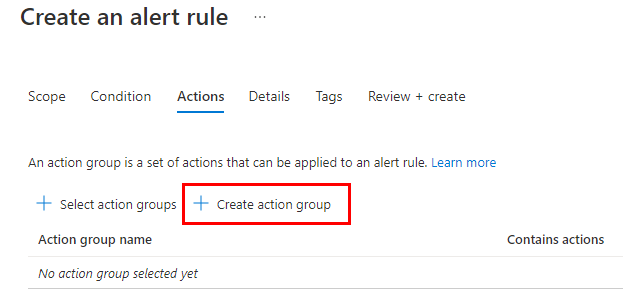 Create an alert rule ...
Scope Condition Actions Details Tags Review + create
An action group is a set of actions that can be applied to an alert rule. Learn more
+ Select action groups + Create action group
Action group name Contains actions
No action group selected yet